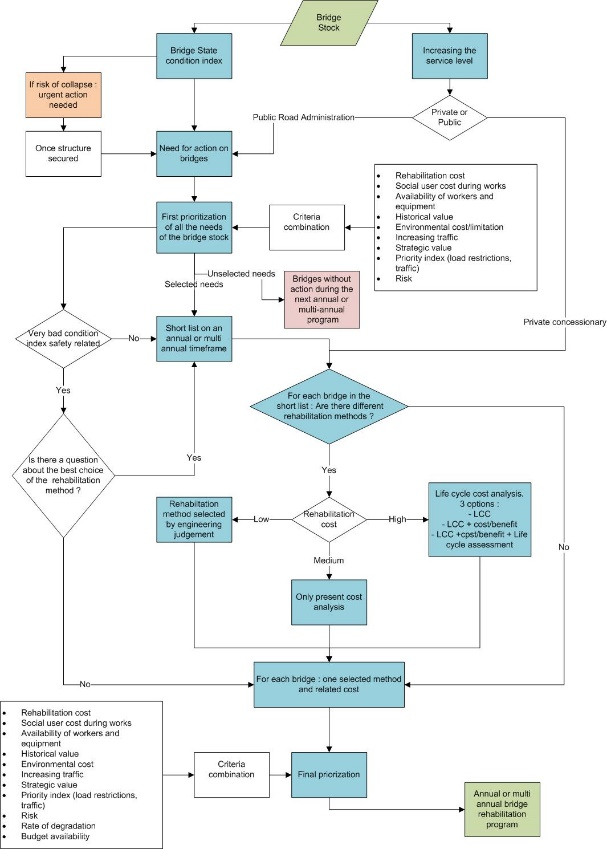 Bridge
Stock
Bridge State
condition index
Increasing the
service level
If risk of collapse :
urgent action
needed
Private or
Public
Public Road Administration
Once structure
secured
Need for action on
bridges
Rehabilitation cost
Social user cost during works
Availability of workers and
equipment
Historical value
Environmental cost/limitation
Increasing traffic
Strategic value
Priority index (load restrictions,
traffic)
Risk
First prioritization
of all the needs
of the bridge stock
Criteria
combination
Unselected needs
Selected needs
Bridges without
action during the
next annual or
multi-annual
program
Private concessionary
Very bad condition
index safety related
No
Short list on an
annual or multi
annual timeframe
Yes
For each bridge in the
short list : Are there different
rehabilitation methods ?
Is there a question
about the best choice
of the rehabilitation
method ?
Yes
Yes
Rehabiltation
method selected
by engineering
judgement
Low
Rehabilitation
cost
High
Life cycle cost analysis.
3 options :
- LCC
- LCC + cost/benefit
- LCC +cpst/benefit + Life
cycle assessment
No
Medium
Only present cost
analysis
No
For each bridge : one selected method
and related cost
Rehabilitation cost
Social user cost during works
Availability of workers and
equipment
Historical value
Environmental cost
Increasing traffic
Strategic value
Priority index (load restrictions,
traffic)
Risk
Rate of degradation
Budget availability
Criteria
combination
Final priorization
Annual or multi
annual bridge
rehabilitation
program